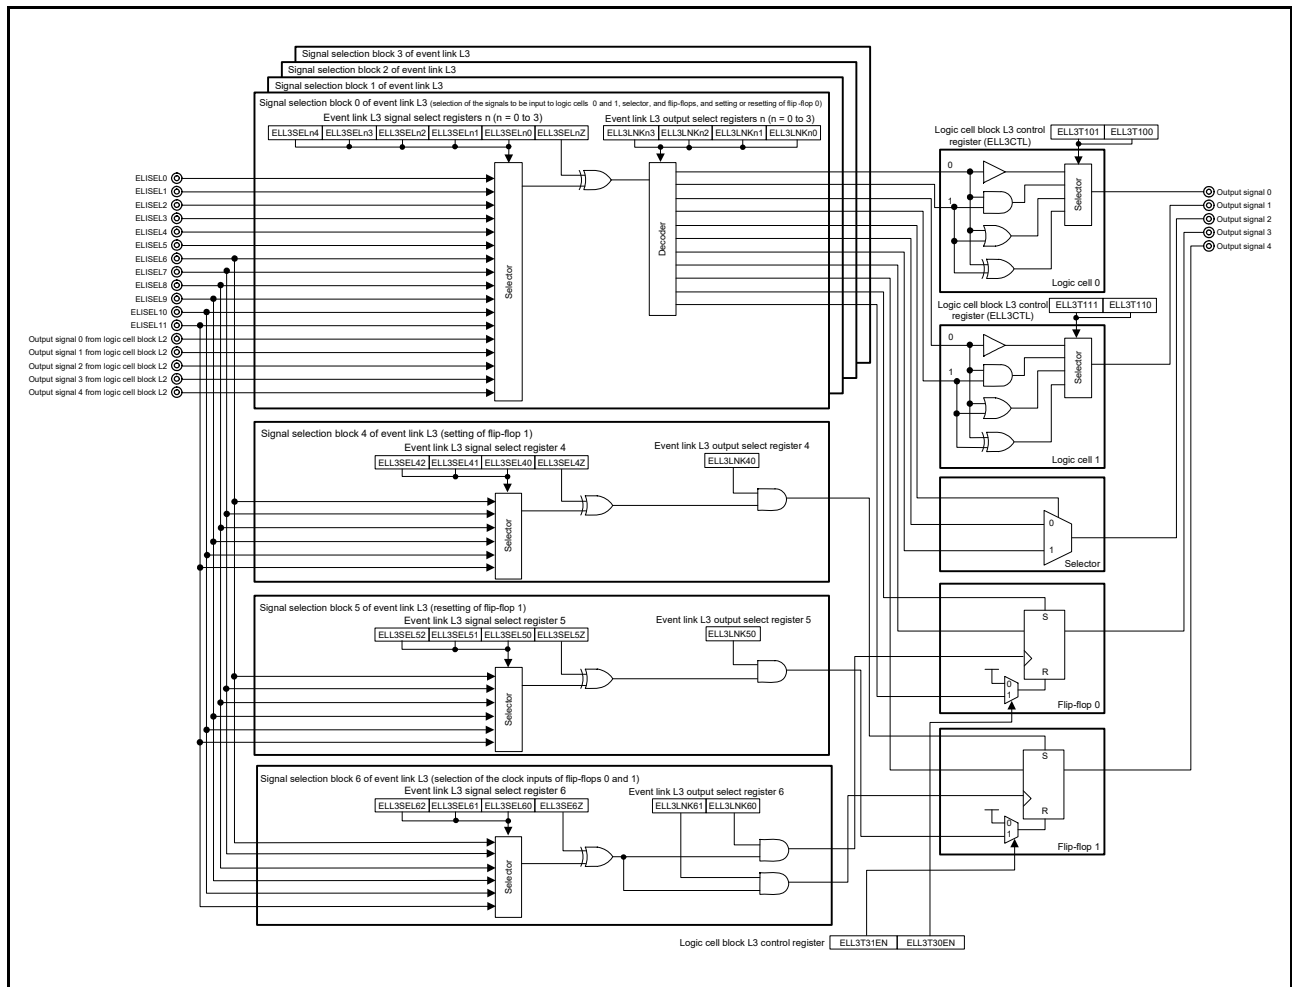 Signal selection block 3 of event link L3
Signal selection block 2 of event link L3
Signal selection block 1 of event link L3
Signal selection block 0 of event link L3 (selection of the signals to be input to logic cells 0 and 1, selector, and flip-flops, and setting or resetting of flip-flop 0)
Event link L3 signal select registers n (n = 0 to 3)
ELL3SELn4 ELL3SELn3 ELL3SELn2 ELL3SELn1 ELL3SELn0 ELL3SELnZ
Event link L3 output select registers n (n = 0 to 3)
ELL3LNKn3 ELL3LNKn2 ELL3LNKn1 ELL3LNKn0
ELISEL0
ELISEL1
ELISEL2
ELISEL3
ELISEL4
ELISEL5
ELISEL6
ELISEL7
ELISEL8
ELISEL9
ELISEL10
ELISEL11
Output signal 0 from logic cell block L2
Output signal 1 from logic cell block L2
Output signal 2 from logic cell block L2
Output signal 3 from logic cell block L2
Output signal 4 from logic cell block L2
Selector
Decoder
Logic cell block L3 control
register (ELL3CTL)
ELL3T101 ELL3T100
0
1
Selector
Logic cell 0
Logic cell block L3 control
register (ELL3CTL)
ELL3T111 ELL3T110
0
1
Selector
Logic cell 1
Output signal 0
Output signal 1
Output signal 2
Output signal 3
Output signal 4
Signal selection block 4 of event link L3 (setting of flip-flop 1)
Event link L3 signal select register 4
ELL3SEL42 ELL3SEL41 ELL3SEL40 ELL3SEL4Z
Event link L3 output select register 4
ELL3LNK40
Selector
0
1
Selector
Signal selection block 5 of event link L3 (resetting of flip-flop 1)
Event link L3 signal select register 5
ELL3SEL52 ELL3SEL51 ELL3SEL50 ELL3SEL5Z
Event link L3 output select register 5
ELL3LNK50
Selector
S
R
0
1
Flip-flop 0
Signal selection block 6 of event link L3 (selection of the clock inputs of flip-flops 0 and 1)
Event link L3 signal select register 6
ELL3SEL62 ELL3SEL61 ELL3SEL60 ELL3SE6Z
Event link L3 output select register 6
ELL3LNK61 ELL3LNK60
Selector
S
R
0
1
Flip-flop 1
Logic cell block L3 control register
ELL3T31EN ELL3T30EN